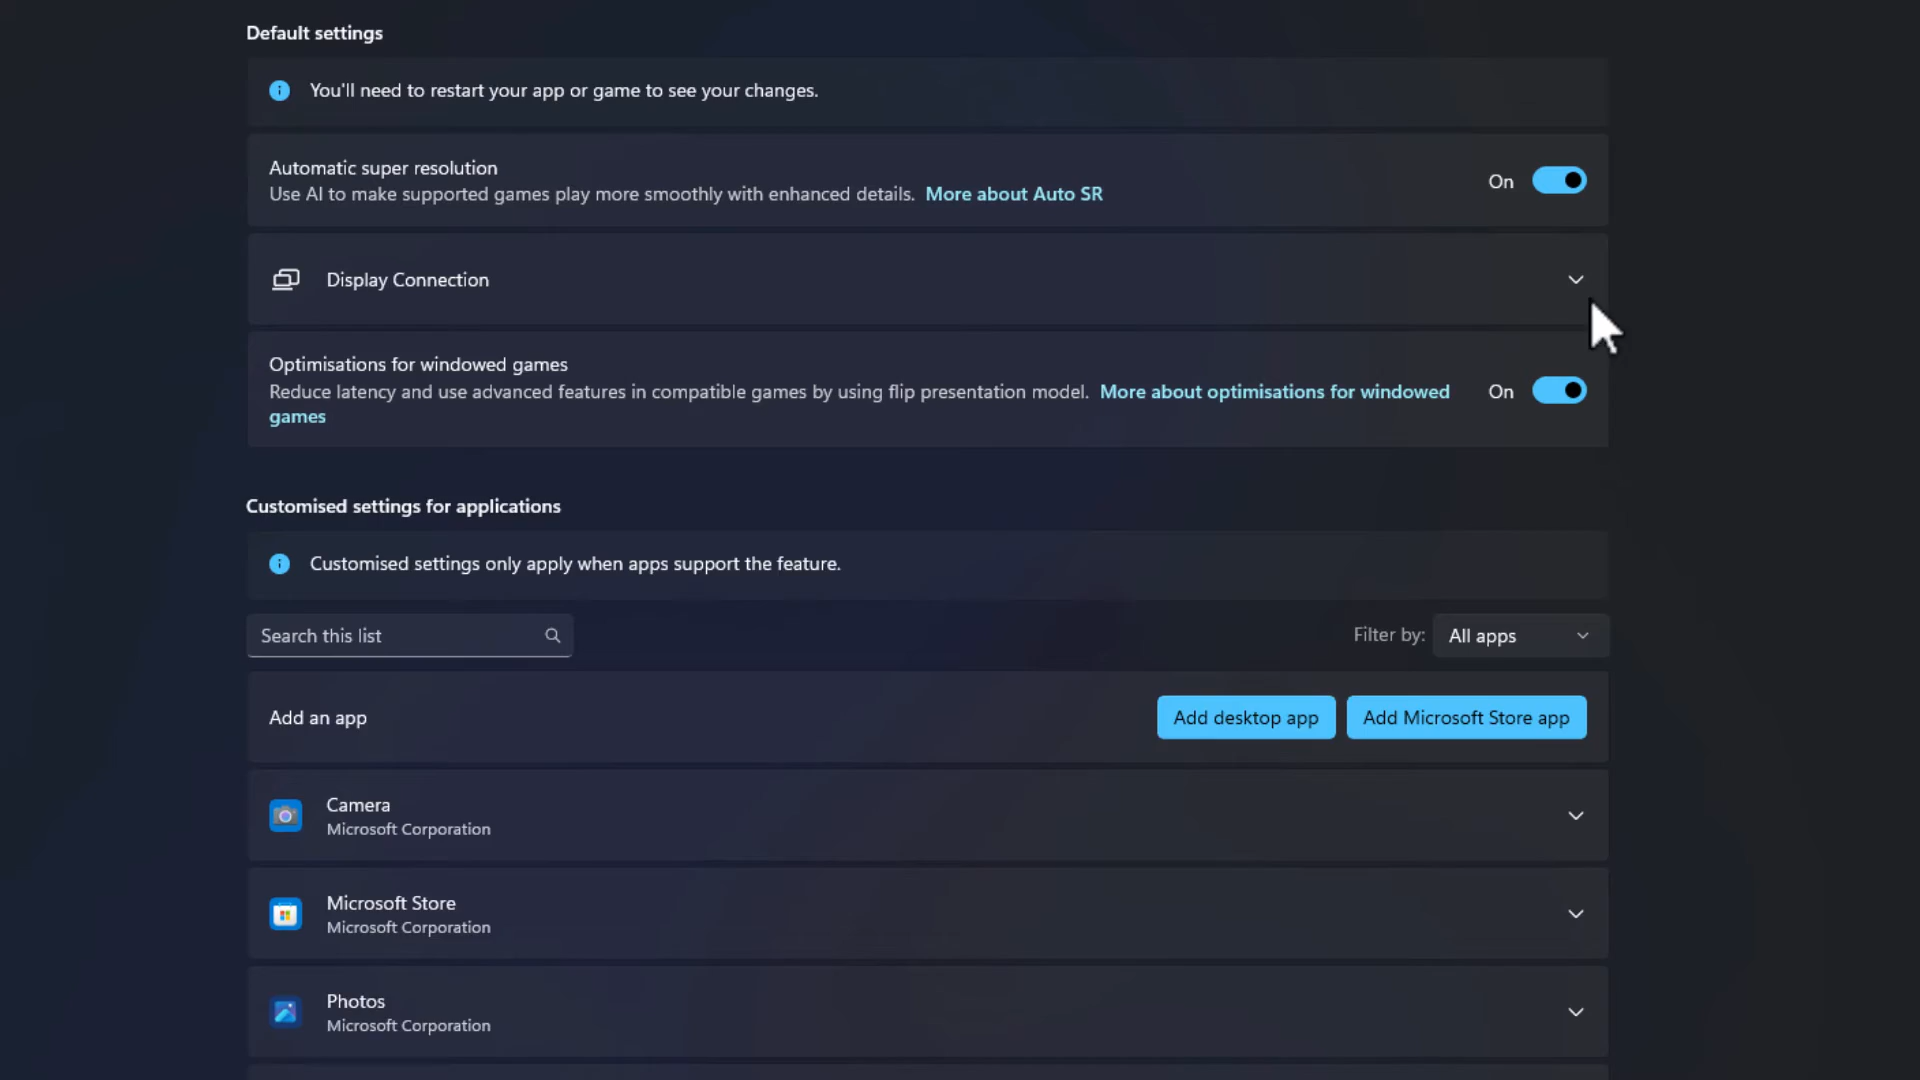 Default settings
You'll need to restart your app or game to see your changes.
Automatic super resolution
Use AI to make supported games play more smoothly with enhanced details. More about Auto SR
On
Display Connection
Optimisations for windowed games
Reduce latency and use advanced features in compatible games by using flip presentation model. More about optimisations for windowed
games
On
Customised settings for applications
Customised settings only apply when apps support the feature.
Search this list
Filter by: All apps
Add an app
Add desktop app
Add Microsoft Store app
Camera
Microsoft Corporation
Microsoft Store
Microsoft Corporation
Photos
Microsoft Corporation